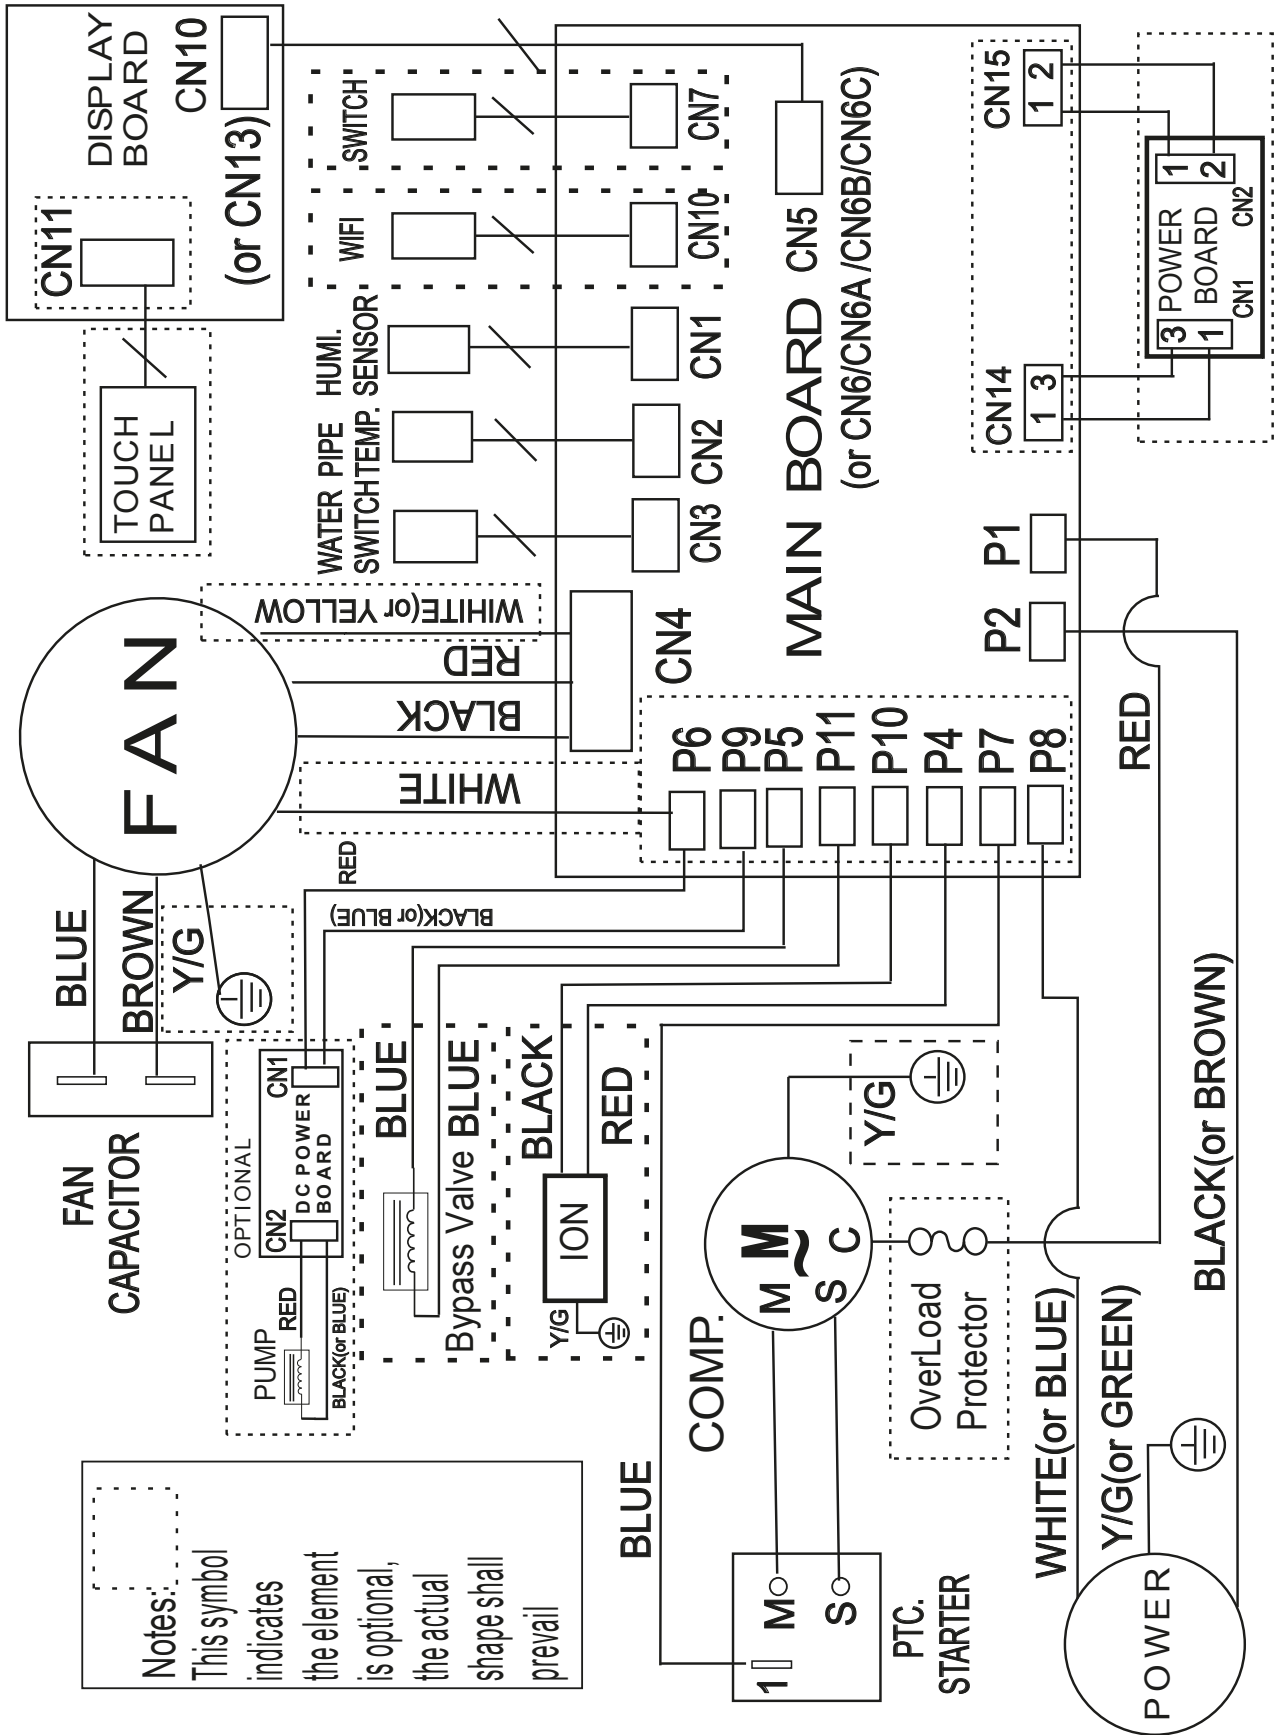 DISPLAY
BOARD
CN10
(or CN13)
CN11
TOUCH
PANEL
SWITCH
CN7
WIFI
CN10
HUMI.
SENSOR
CN1
PIPE
TEMP.
CN2
WATER
SWITCH
CN3
CN5
MAIN BOARD
(or CN6/CN6A /CN6B/CN6C)
CN15
1 2
1
2
POWER
BOARD
CN2
CN1
3
1
CN14
1 3
P1
P2
FAN
WHITE(or YELLOW
RED
BLACK
WHITE
CN4
P6
P9
P5
P11
P10
P4
P7
P8
RED
BLACK(or BLUE)
RED
BLUE
BROWN
Y/G
FAN
CAPACITOR
OPTIONAL
CN1
DC POWER
BOARD
CN2
RED
BLACK(or BLUE)
PUMP
BLUE
BLUE
Bypass Valve
BLACK
RED
ION
Y/G
Y/G
COMP.
M
~
M
S
C
OverLoad
Protector
BLACK(or BROWN)
WHITE(or BLUE)
Y/G(or GREEN)
BLUE
1
M
S
PTC.
STARTER
POWER
Notes:
This symbol
indicates
the element
is optional,
the actual
shape shall
prevail